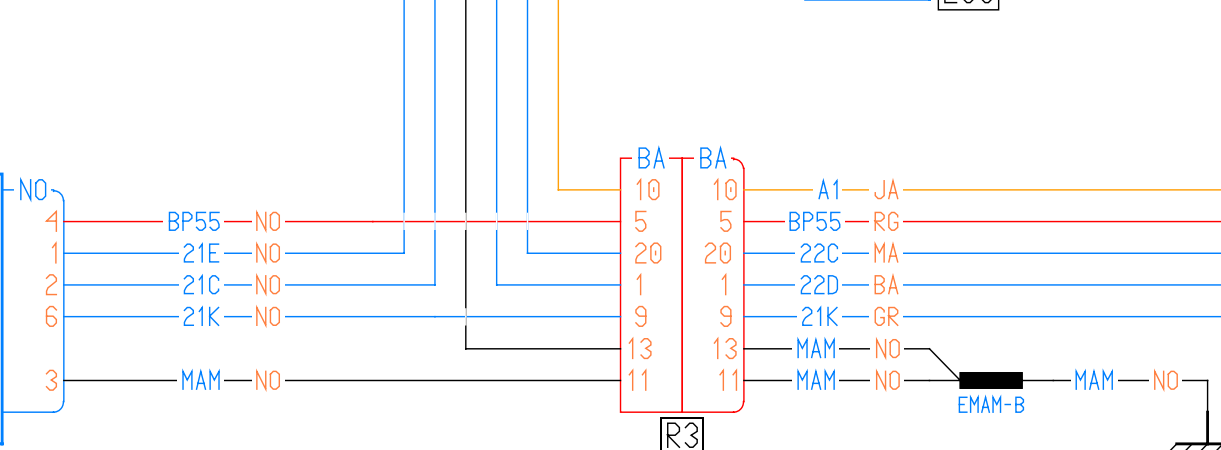 BA BA
NO 10 10 A1 JA
4 BP55 NO 5 5 BP55 RG
1 21E NO 20 20 22C MA
2 21C NO 1 1 22D BA
6 21K NO 9 9 21K GR
13 13 MAM NO
3 MAM NO 11 11 MAM NO MAM NO
EMAM-B
R3